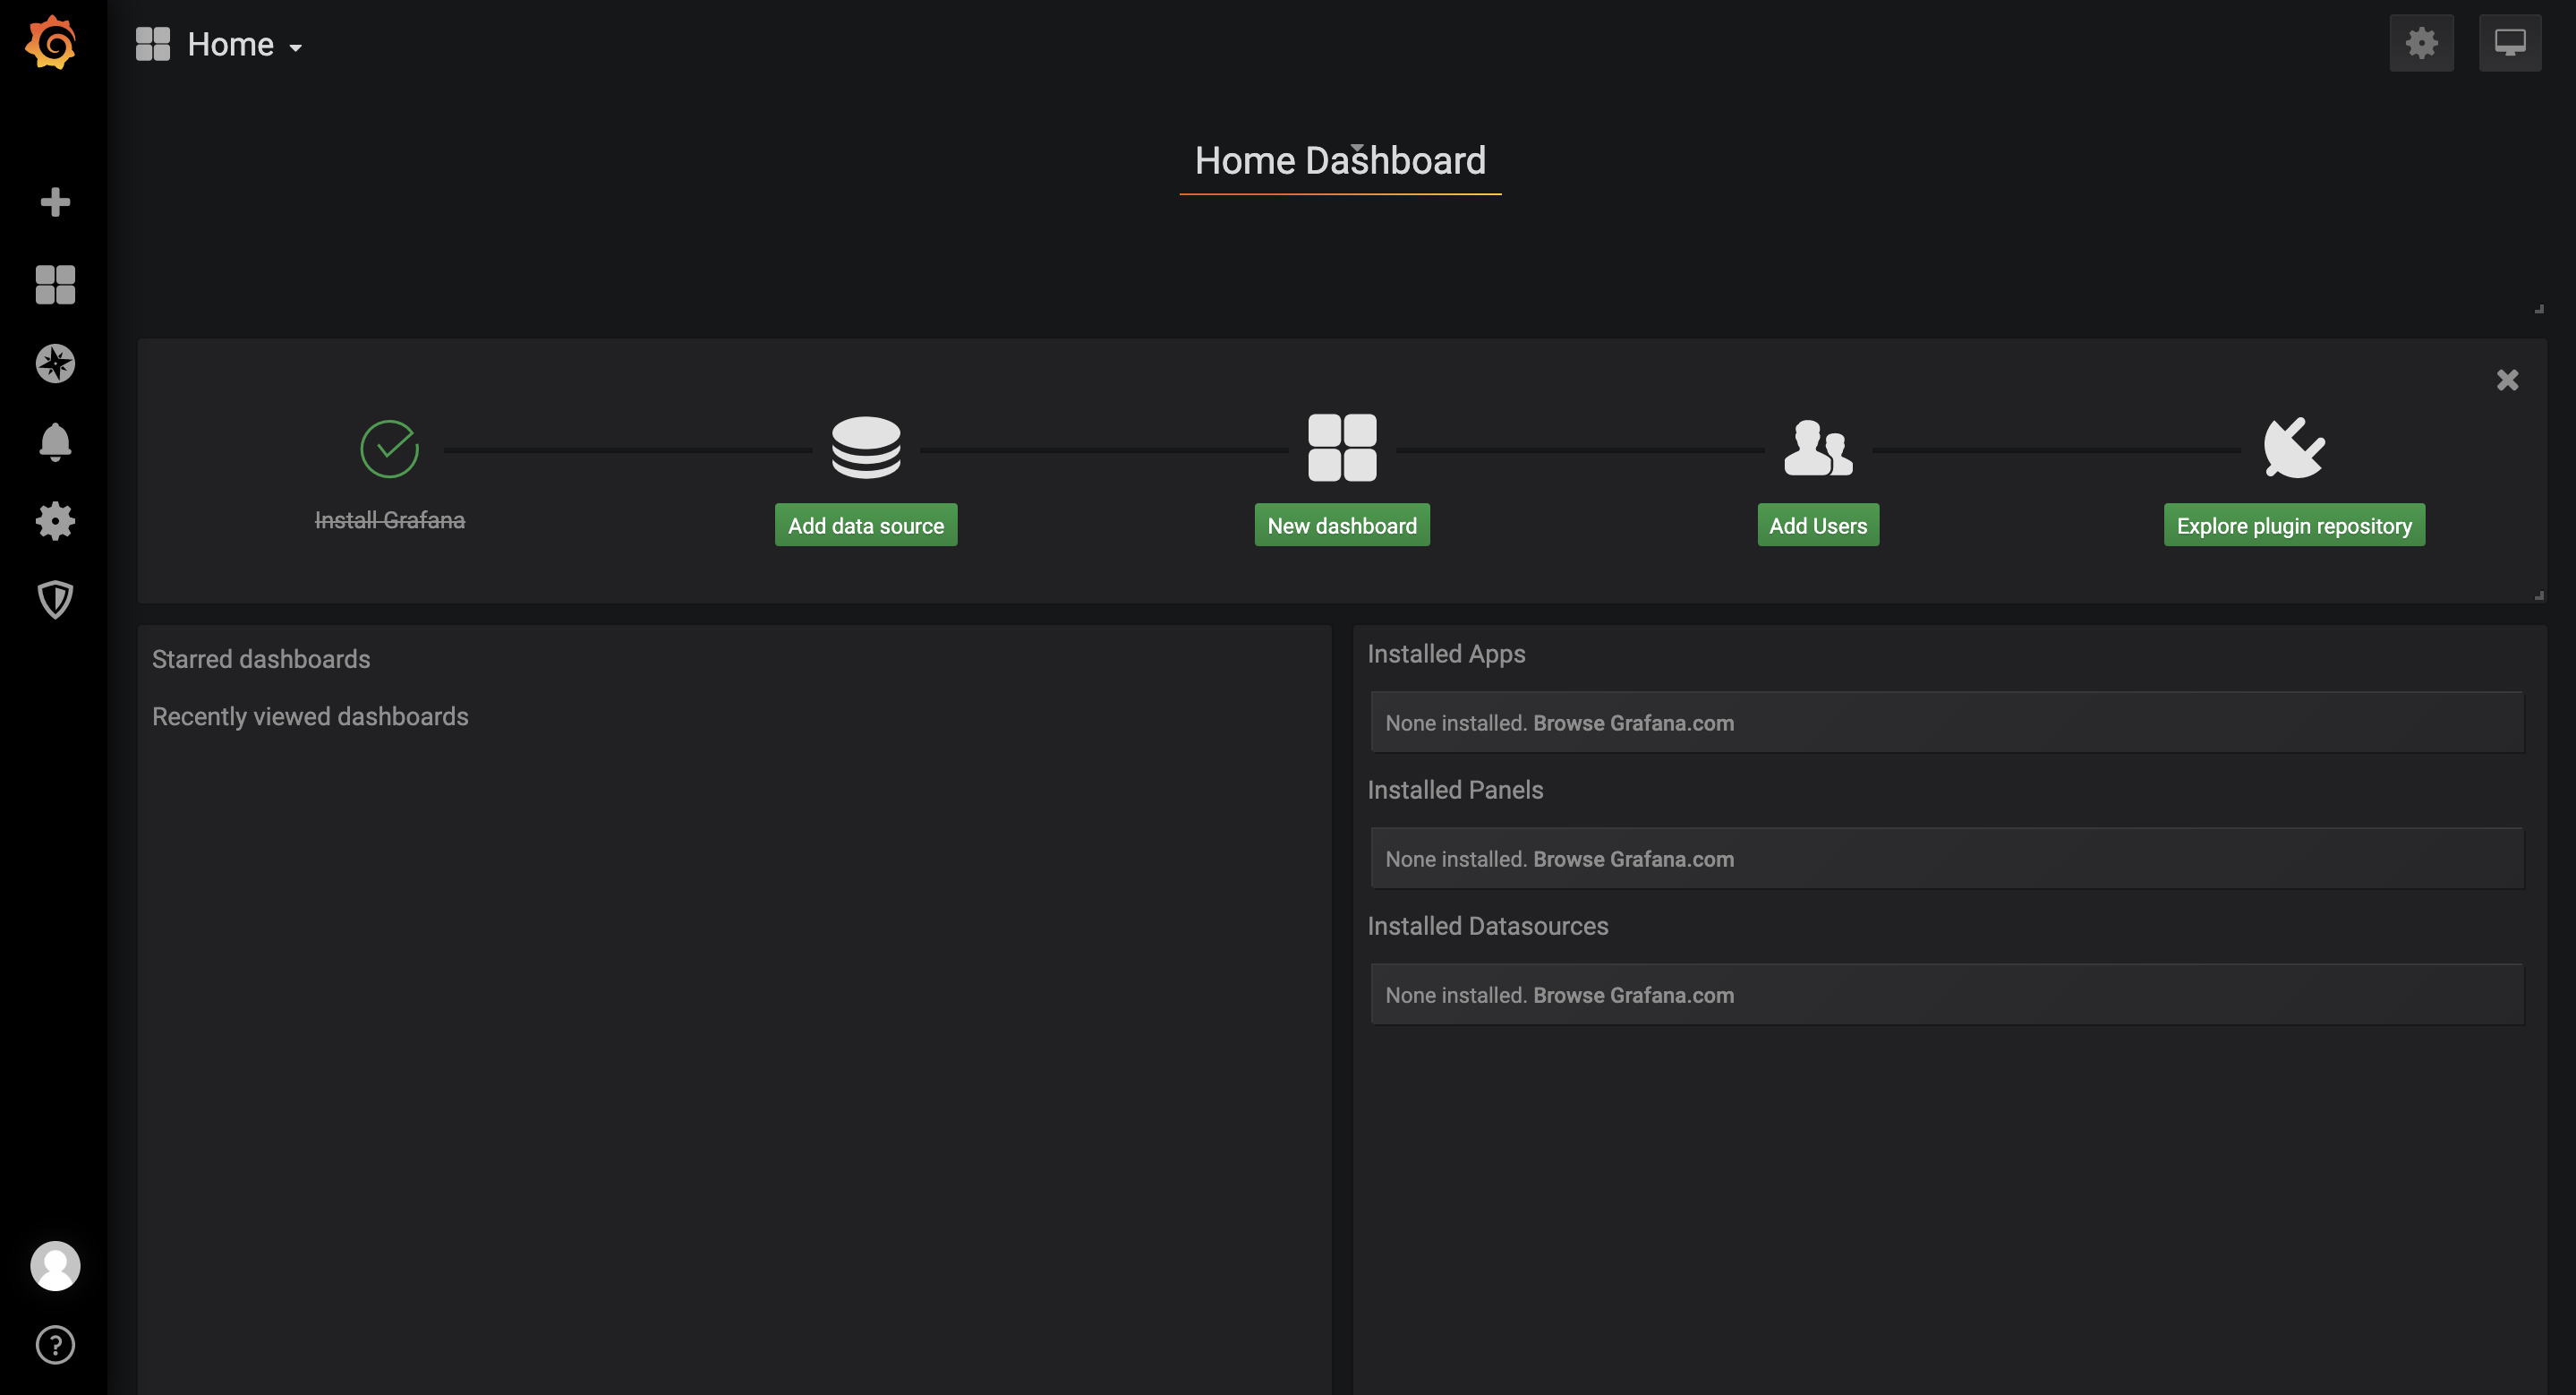 Home
Home Dashboard
Install Grafana
Add data source
New dashboard
Add Users
Explore plugin repository
Starred dashboards
Recently viewed dashboards
Installed Apps
None installed. Browse Grafana.com
Installed Panels
None installed. Browse Grafana.com
Installed Datasources
None installed. Browse Grafana.com